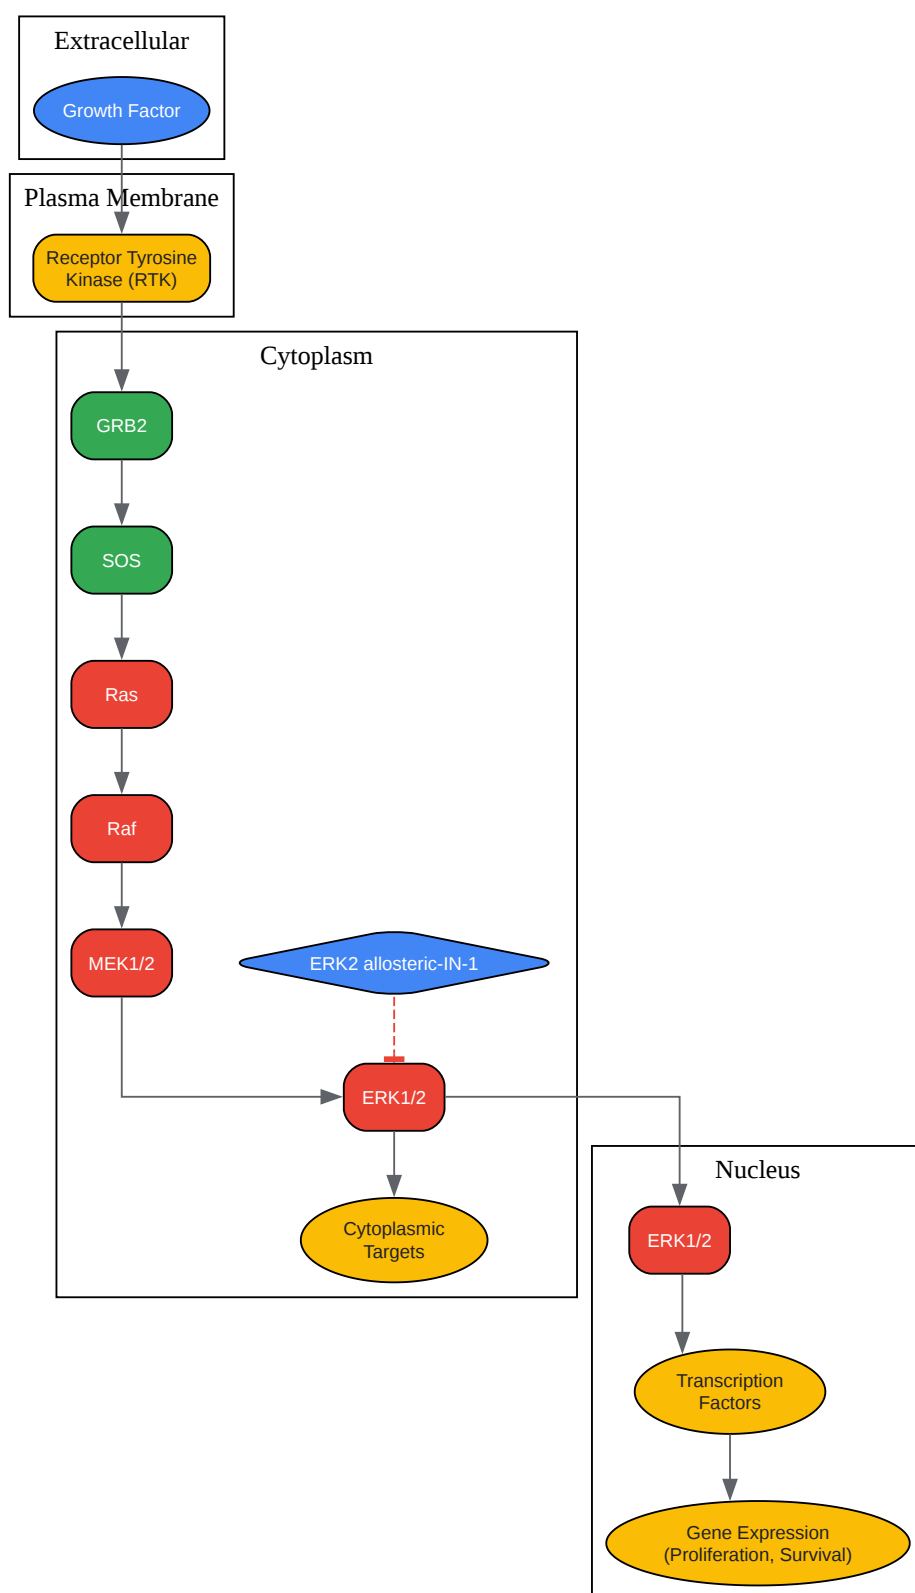 Extracellular
Growth Factor
Plasma Membrane
Receptor Tyrosine
Kinase (RTK)
Cytoplasm
GRB2
SOS
Ras
Raf
MEK1/2
ERK2 allosteric-IN-1
ERK1/2
Cytoplasmic
Targets
Nucleus
ERK1/2
Transcription
Factors
Gene Expression
(Proliferation, Survival)